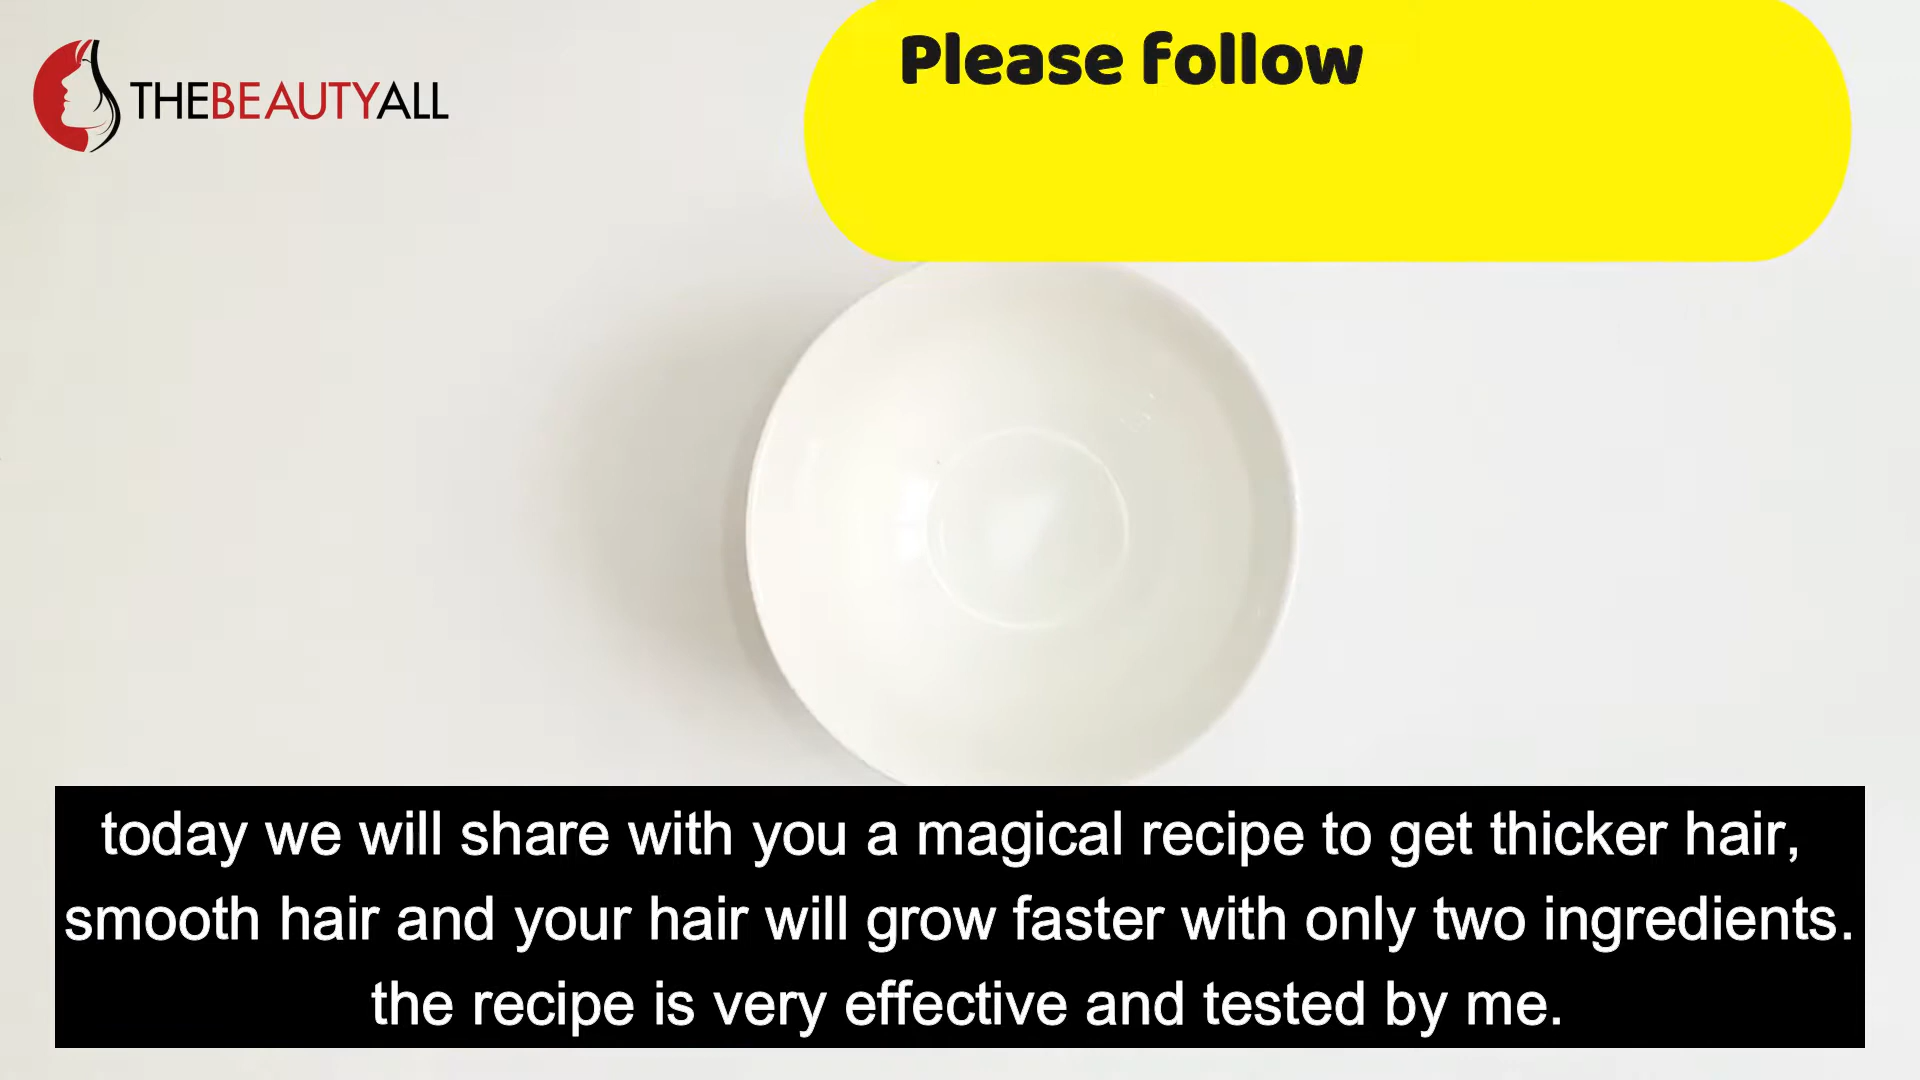 THEBEAUTYALL
Please follow
today we will share with you a magical recipe to get thicker hair,
smooth hair and your hair will grow faster with only two ingredients.
the recipe is very effective and tested by me.